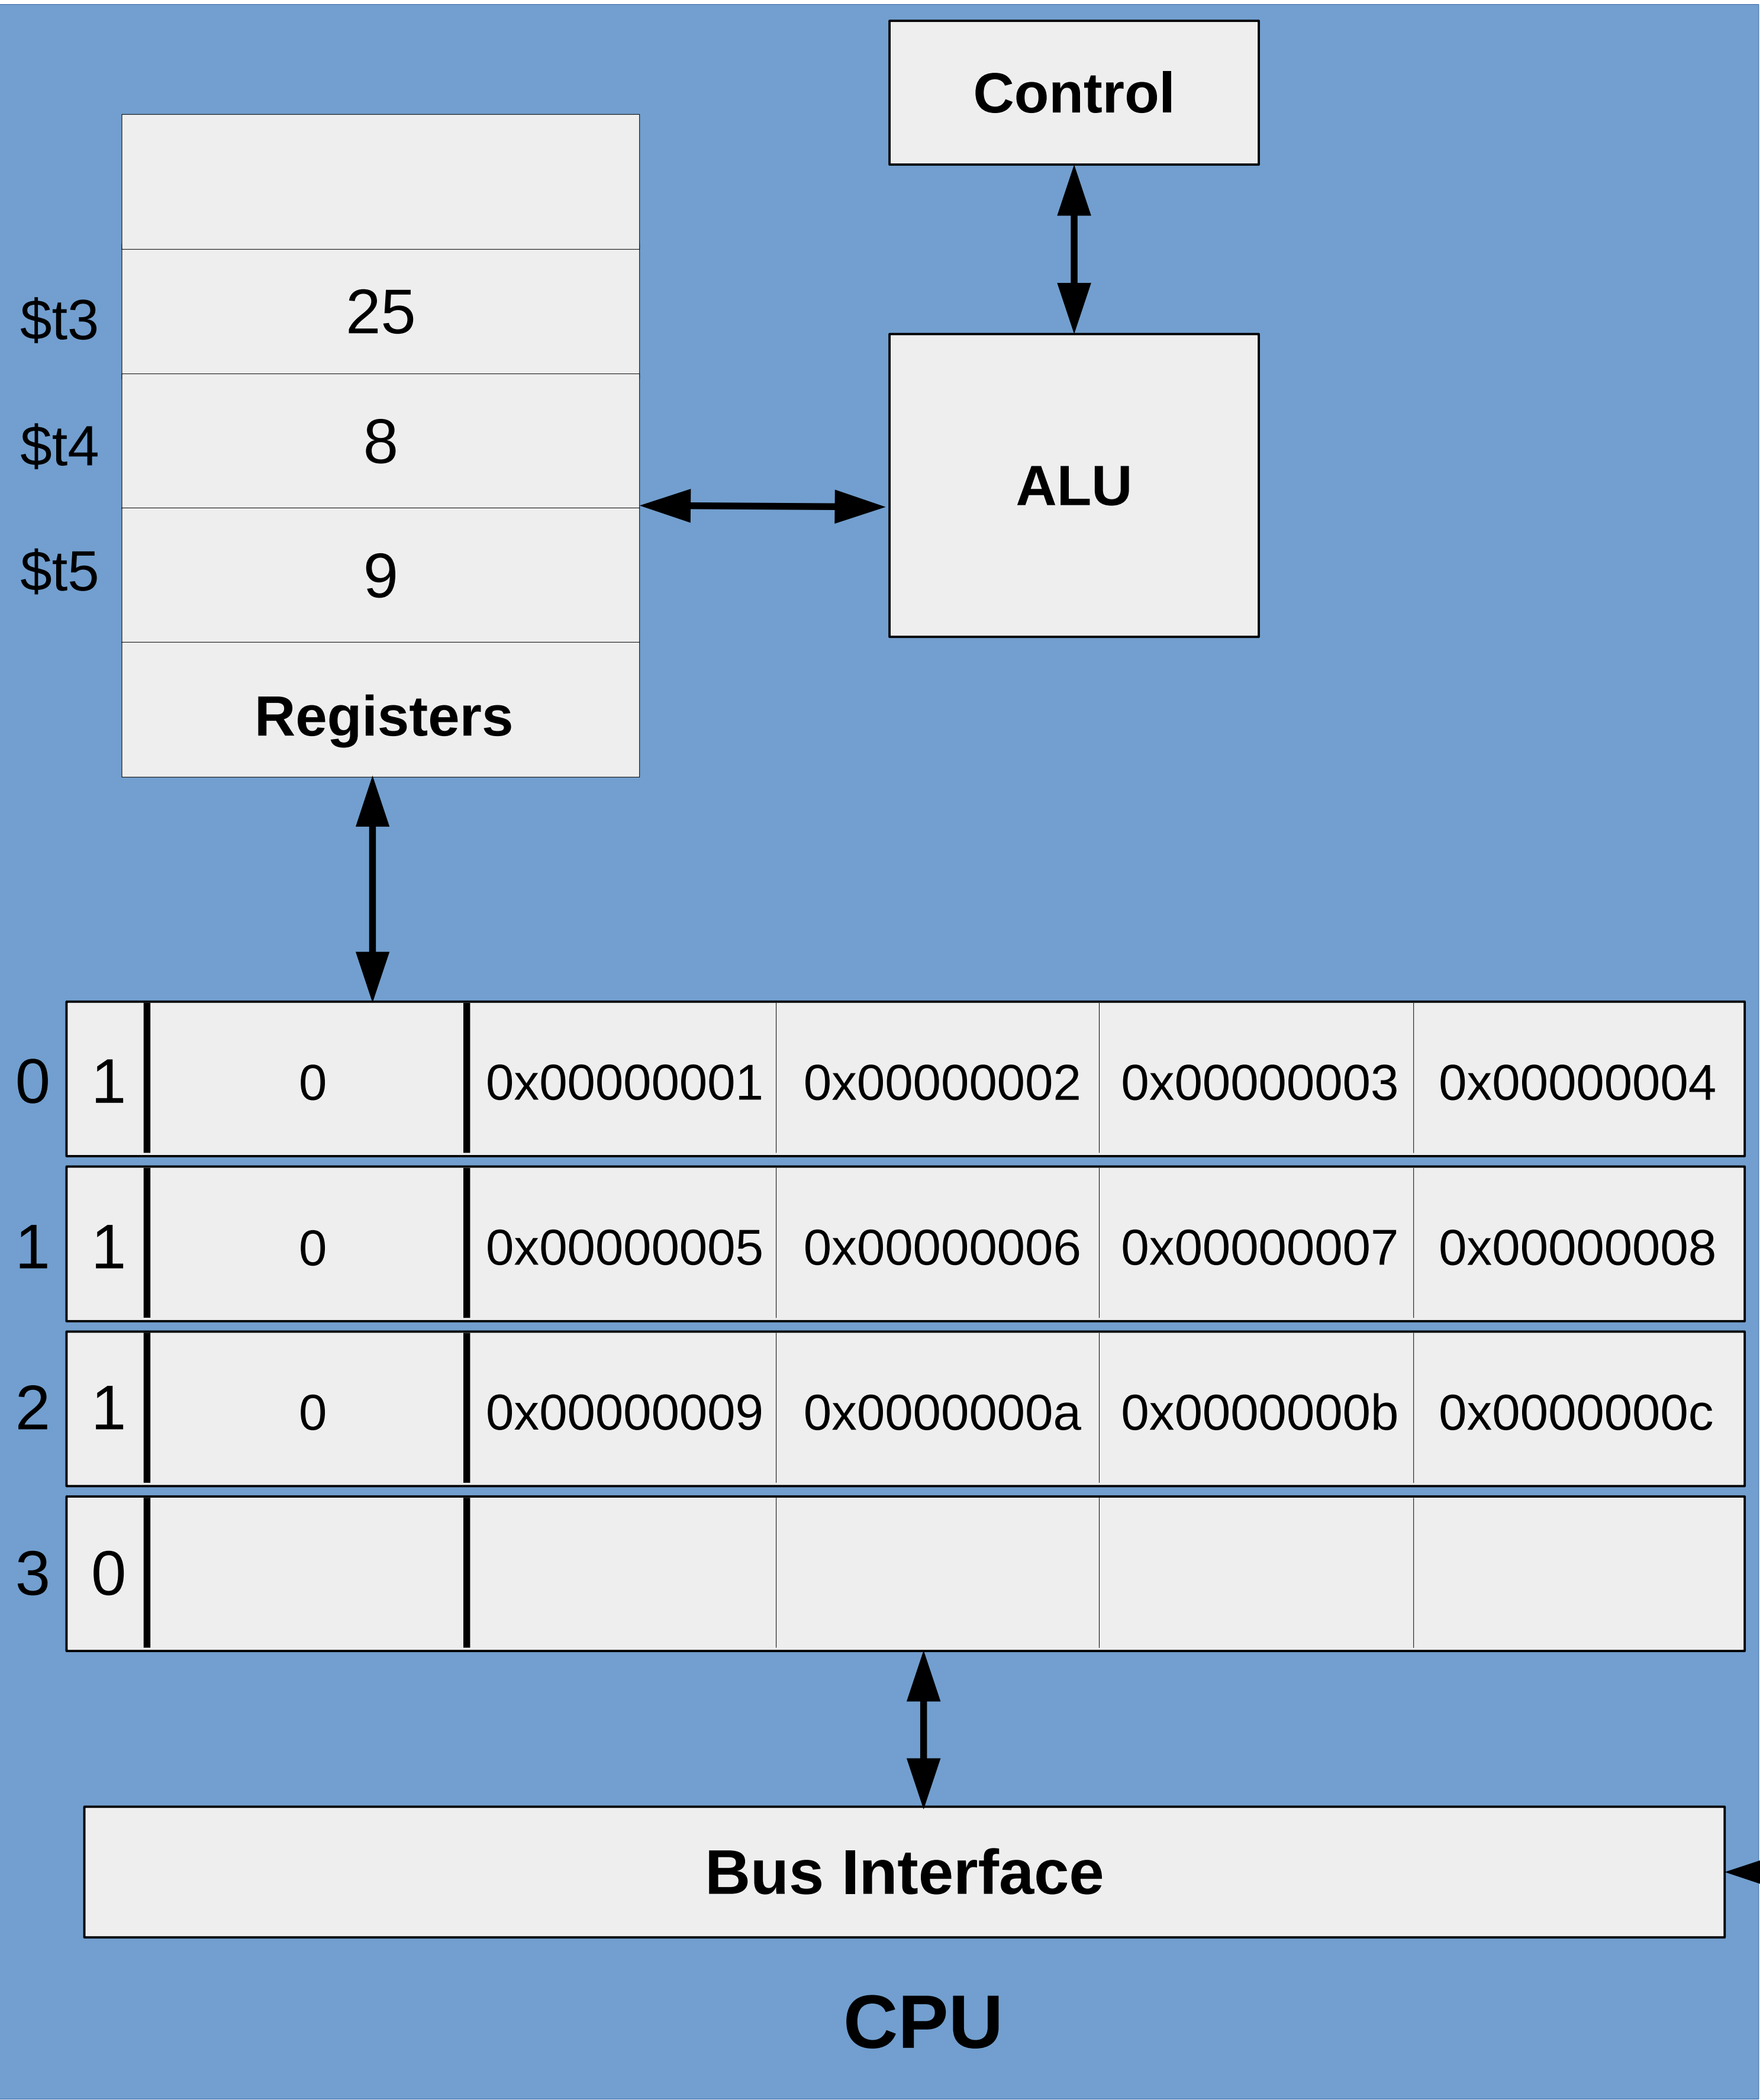 Control
$t3 25
$t4 8
ALU
$t5 9
Registers
0 1 0 0x00000001 0x00000002 0x00000003 0x00000004
1 1 0 0x00000005 0x00000006 0x00000007 0x00000008
2 1 0 0x00000009 0x0000000a 0x0000000b 0x0000000c
3 0
Bus Interface
CPU